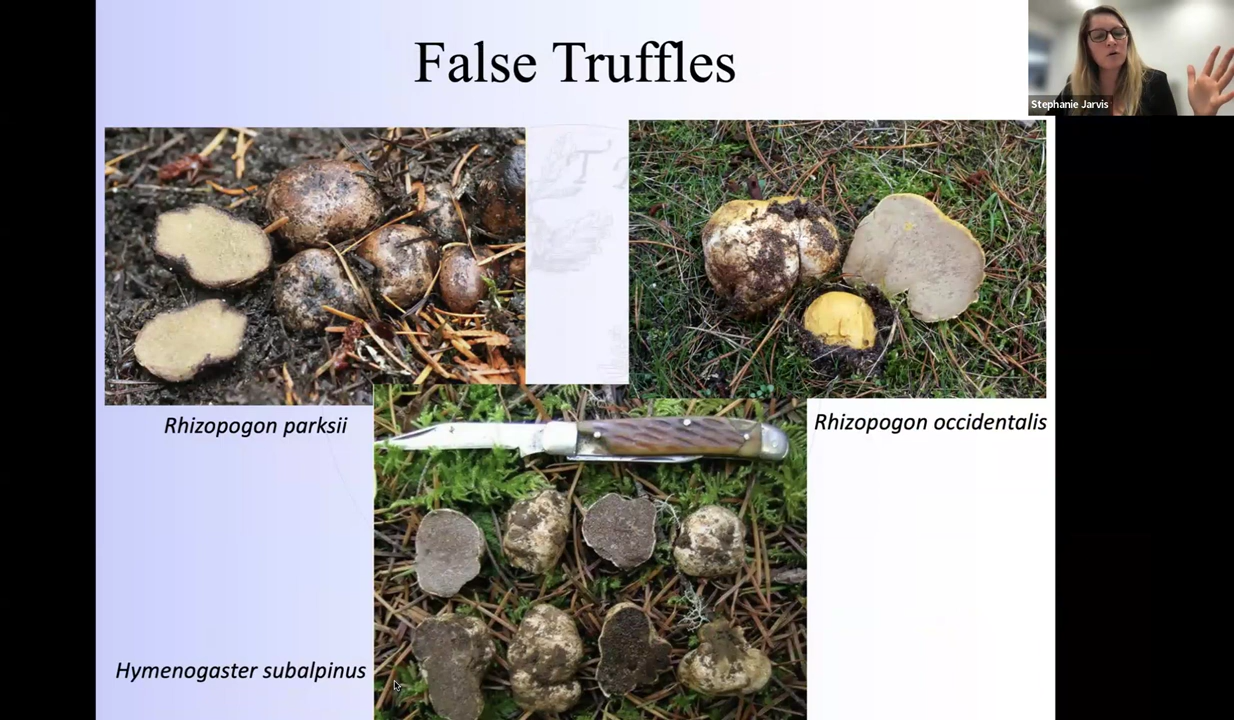 False Truffles
Stephanie Jarvis
Rhizopogon parksii
Rhizopogon occidentalis
Hymenogaster subalpinus